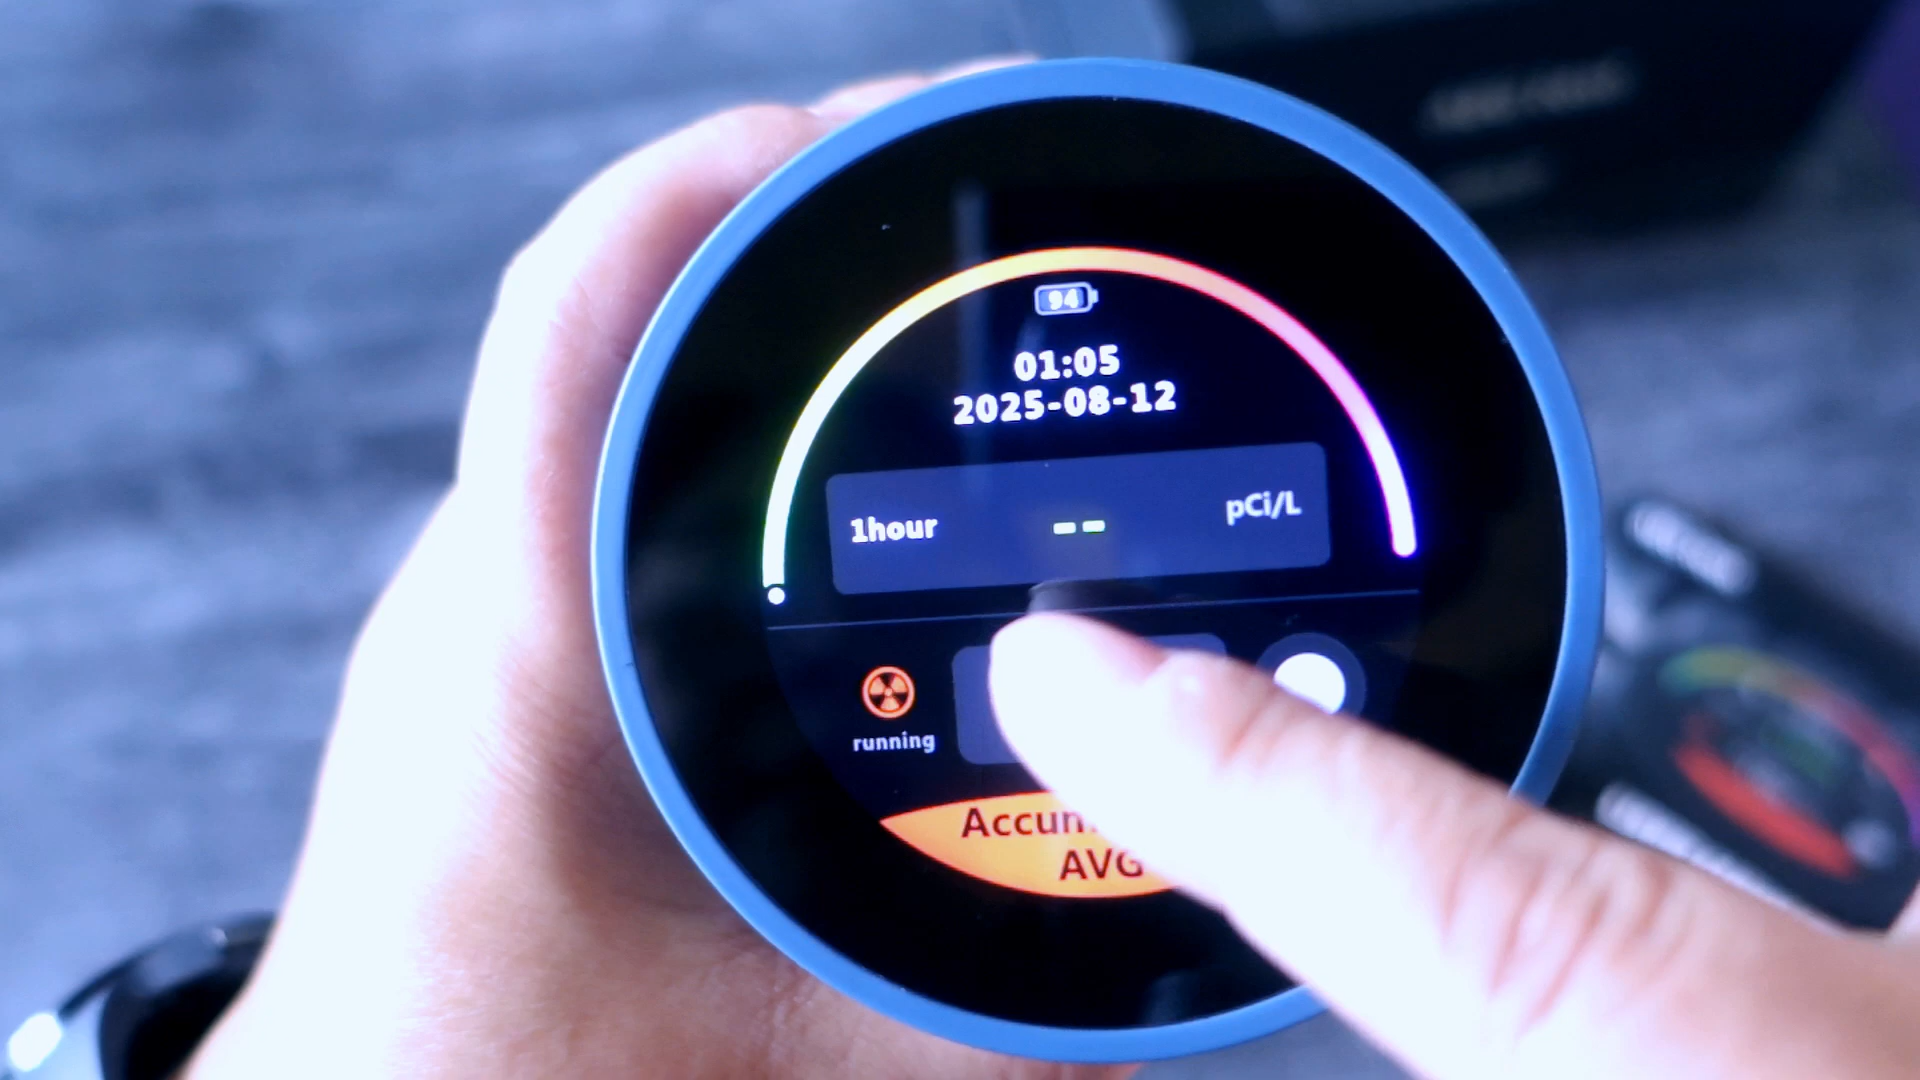 94
01:05
2025-08-12
1hour -- pCi/L
running
Accum
AVG